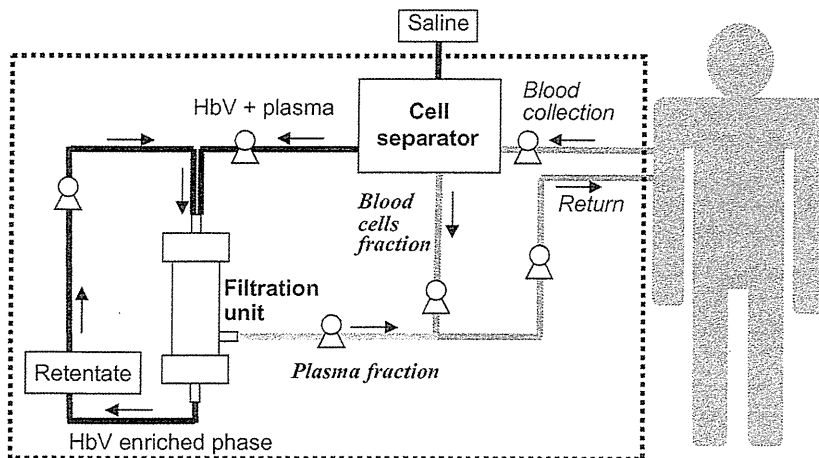 Saline
HbV + plasma
Cell
separator
Blood
collection
Blood
cells
fraction
Return
Filtration
unit
Retentate
Plasma fraction
HbV enriched phase